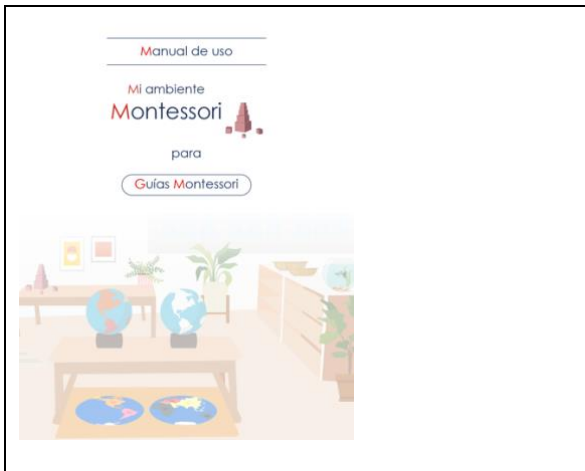 Manual de uso
Mi ambiente
Montessori
para
Guías Montessori